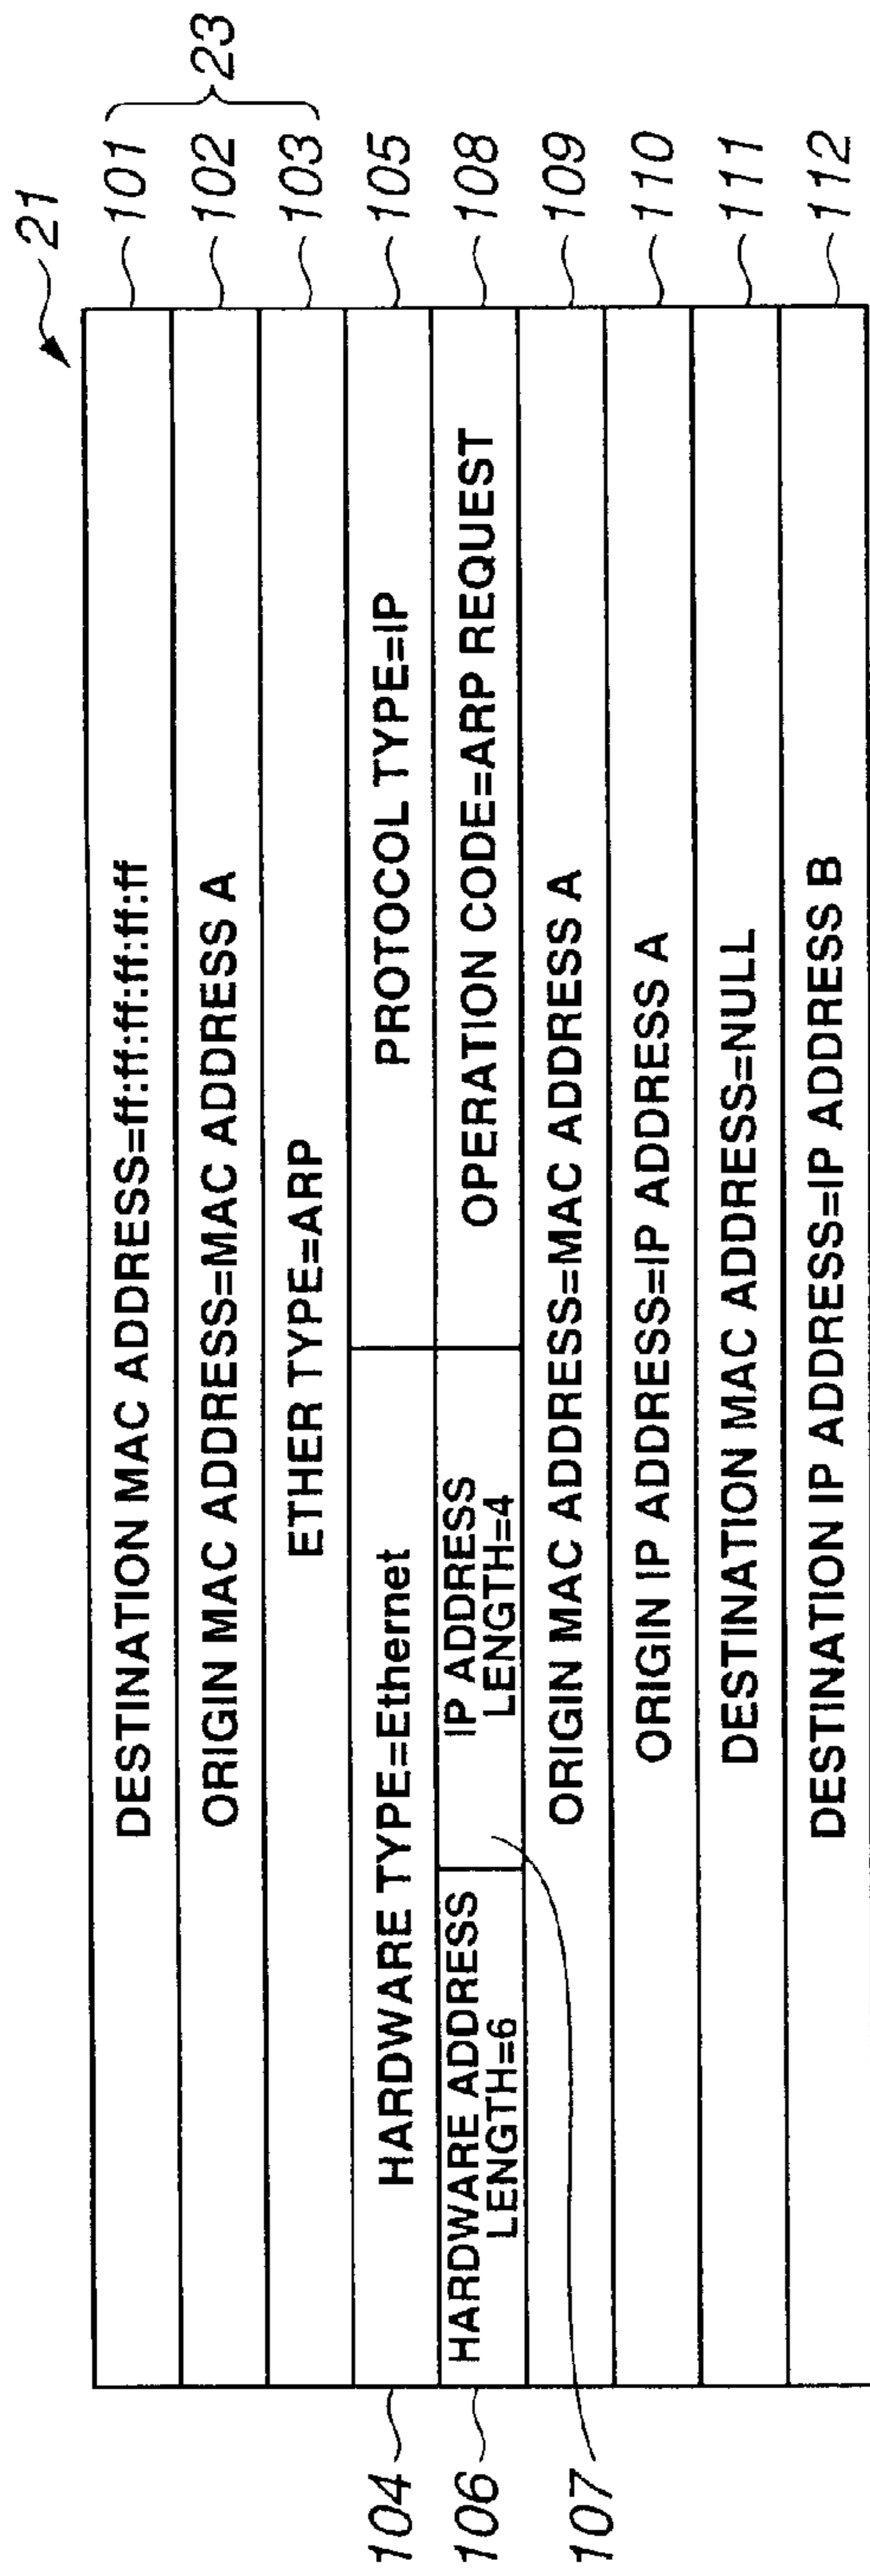 21
DESTINATION MAC ADDRESS=ff:ff:ff:ff:ff:ff 101
ORIGIN MAC ADDRESS=MAC ADDRESS A 102 23
ETHER TYPE=ARP 103
104 HARDWARE TYPE=Ethernet PROTOCOL TYPE=IP 105
106 HARDWARE ADDRESS LENGTH=6 IP ADDRESS LENGTH=4 OPERATION CODE=ARP REQUEST 108
107 ORIGIN MAC ADDRESS=MAC ADDRESS A 109
ORIGIN IP ADDRESS=IP ADDRESS A 110
DESTINATION MAC ADDRESS=NULL 111
DESTINATION IP ADDRESS=IP ADDRESS B 112